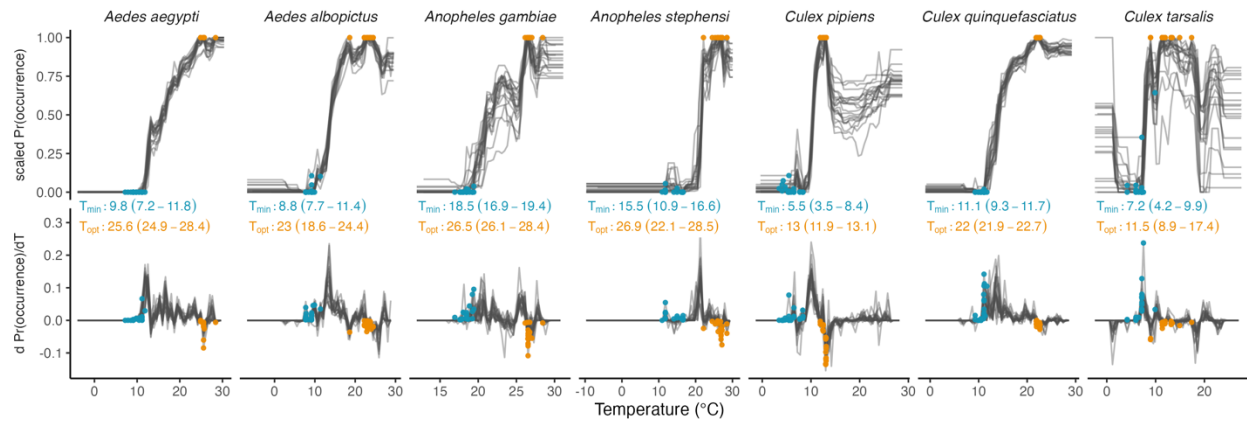 Aedes aegypti
Aedes albopictus
Anopheles gambiae
Anopheles stephensi
Culex pipiens
Culex quinquefasciatus
Culex tarsalis
scaled Pr(occurrence)
1.00
0.75
0.50
0.25
0.00
Tmin : 9.8 (7.2 − 11.8)
Topt : 25.6 (24.9 − 28.4)
Tmin : 8.8 (7.7 − 11.4)
Topt : 23 (18.6 − 24.4)
Tmin : 18.5 (16.9 − 19.4)
Topt : 26.5 (26.1 − 28.4)
Tmin : 15.5 (10.9 − 16.6)
Topt : 26.9 (22.1 − 28.5)
Tmin : 5.5 (3.5 − 8.4)
Topt : 13 (11.9 − 13.1)
Tmin : 11.1 (9.3 − 11.7)
Topt : 22 (21.9 − 22.7)
Tmin : 7.2 (4.2 − 9.9)
Topt : 11.5 (8.9 − 17.4)
d Pr(occurrence)/dT
0.3
0.2
0.1
0.0
-0.1
0 10 20 30
0 10 20 30
10 15 20 25 30
-10 0 10 20 30
0 10 20 30
0 10 20 30
0 10 20
Temperature (°C)